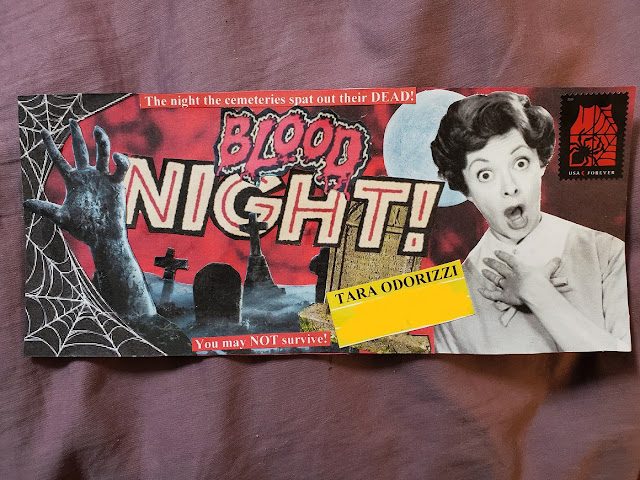 The night the cemeteries spat out their DEAD!
BLOOD
NIGHT!
TARA ODORIZZI
You may NOT survive!
USA FOREVER